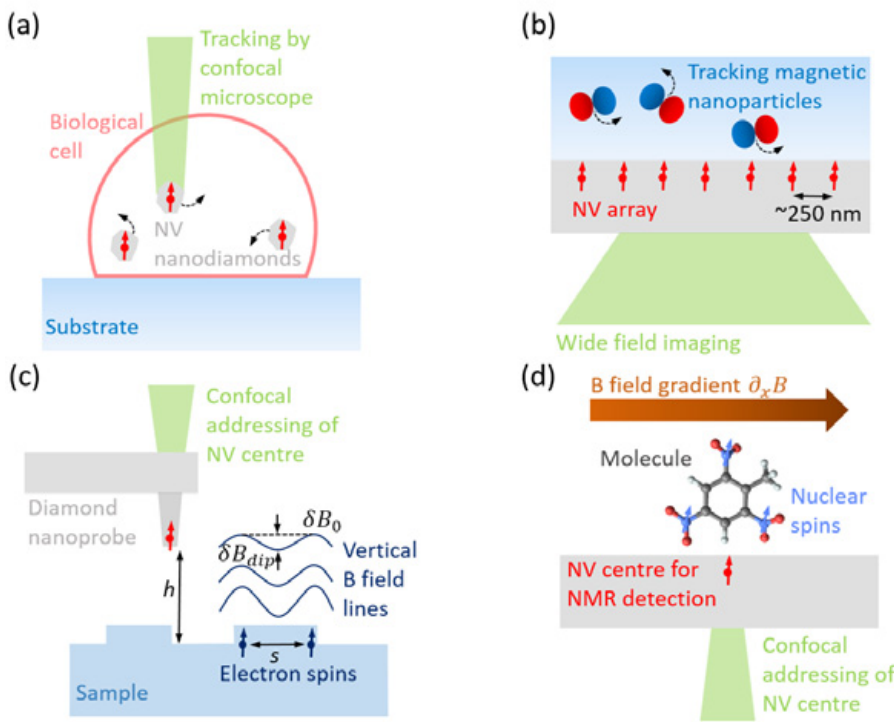 (a)
Tracking by
confocal
microscope
Biological
cell
NV
nanodiamonds
Substrate
(b)
Tracking magnetic
nanoparticles
NV array
~250 nm
Wide field imaging
(c)
Confocal
addressing of
NV centre
Diamond
nanoprobe
h
δB₀
δB_dip
Vertical
B field
lines
s
Electron spins
Sample
(d)
B field gradient ∂ₓB
Molecule
Nuclear
spins
NV centre for
NMR detection
Confocal
addressing of
NV centre